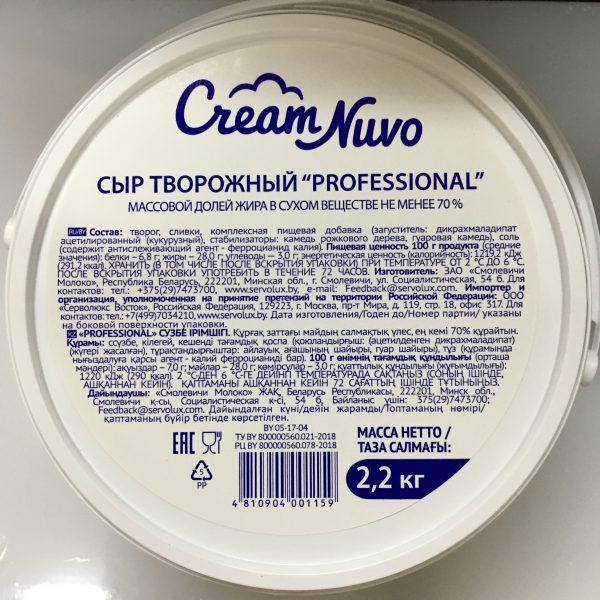 Cream Nuvo
СЫР ТВОРОЖНЫЙ “PROFESSIONAL”
МАССОВОЙ ДОЛЕЙ ЖИРА В СУХОМ ВЕЩЕСТВЕ НЕ МЕНЕЕ 70 %
RU/BY Состав: творог, сливки, комплексная пищевая добавка (загуститель: дикрахмаладипат
ацетилированный (кукурузный), стабилизаторы: камедь рожкового дерева, гуаровая камедь), соль
(содержит антислеживающий агент - ферроцианид калия). Пищевая ценность 100 г продукта (средние
значения): белки – 6,8 г; жиры – 28,0 г; углеводы — 3,0 г; энергетическая ценность (калорийность): 1219,2 кДж
(291,2 ккал). ХРАНИТЬ (В ТОМ ЧИСЛЕ ПОСЛЕ ВСКРЫТИЯ УПАКОВКИ) ПРИ ТЕМПЕРАТУРЕ ОТ 2 °С ДО 6 °С.
ПОСЛЕ ВСКРЫТИЯ УПАКОВКИ УПОТРЕБИТЬ В ТЕЧЕНИЕ 72 ЧАСОВ. Изготовитель: ЗАО «Смолевичи
Молоко», Республика Беларусь, 222201, Минская обл., г. Смолевичи, ул. Социалистическая, 54 б. Для
контактов: тел.: +375(29)7473700, www.servolux.by, e-mail: Feedback@servolux.com. Импортер и
организация, уполномоченная на принятие претензий на территории Российской Федерации: ООО
«Серволюкс Восток», Российская Федерация, 129223, г. Москва, пр-т Мира, д. 119, стр. 18, офис 317. Для
контактов: тел./ф. +7(499)7034210, www.servolux.by. Дата изготовления/Годен до/Номер партии/ указаны
на боковой поверхности упаковки.
KZ «PROFESSIONAL» СҮЗБЕ ІРІМШІГІ. Құрғақ заттағы майдың салмақтық үлес, ең кемі 70% құрайтын.
Құрамы: сүзбе, кілегей, кешенді тағамдық қоспа (қоюландырғыш: (ацетилденген дикрахмаладипат)
(жүгері жасалған), тұрақтандырғыштар: айлауық ағашының шайыры, гуар шайыры), тұз (құрамында
нығыздалуға қарсы агент - калий ферроцианиді бар). 100 г өнімнің тағамдық құндылығы (орташа
мәндері): ақуыздар – 7,0 г; майлар – 28,0 г; көмірсулар – 3,0 г; қуаттылық құндылығы (жұғымдылығы):
1220 кДж (290 ккал). 2 °С-ДЕН 6 °С-ГЕ ДЕЙІНГІ ТЕМПЕРАТУРАДА САҚТАҢЫЗ (СОНЫҢ ІШІНДЕ,
АШҚАННАН КЕЙІН). ҚАПТАМАНЫ АШҚАННАН КЕЙІН 72 САҒАТТЫҢ ІШІНДЕ ТҰТЫНЫҢЫЗ.
Дайындаушы: «Смолевичи Молоко» ЖАҚ, Беларусь Республикасы, 222201, Минск обл.,
Смолевичи қ-сы, Социалистическая к-сі, 54 б, Байланыс үшін: 375(29)7473700;
Feedback@servolux.com. Дайындалған күні/дейін жарамды/Топтаманың нөмірі/
қаптаманың бүйір бетінде көрсетілген.
BY 05-17-04
ТУ BY 800000560.021-2018
РЦ BY 800000560.078-2018
EAC
5
PP
4 810904 001159
МАССА НЕТТО /
ТАЗА САЛМАҒЫ:
2,2 кг